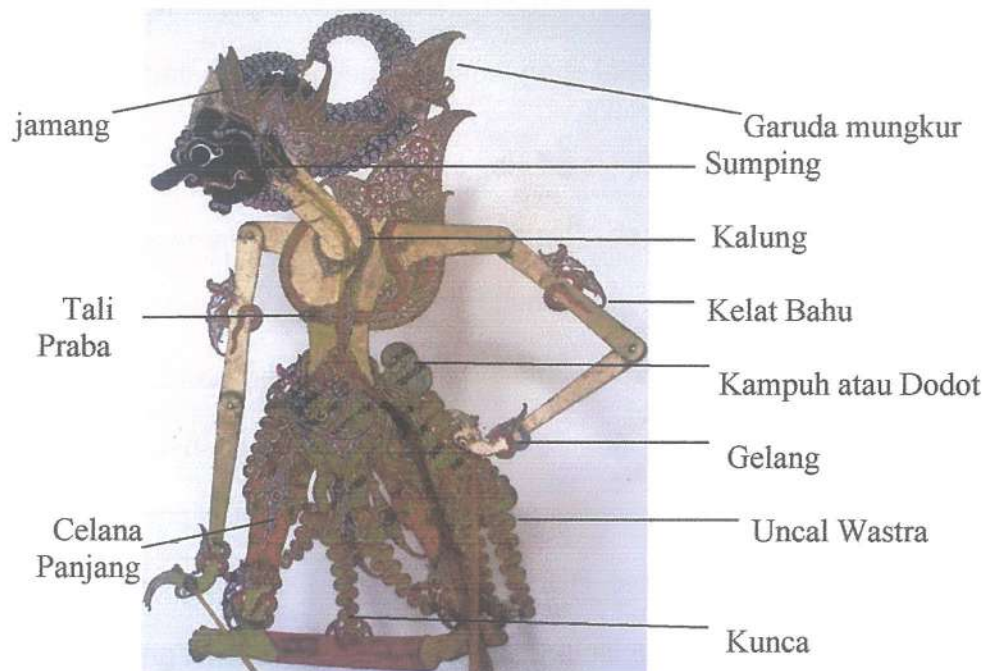 jamang
Garuda mungkur
Sumping
Kalung
Tali
Praba
Kelat Bahu
Kampuh atau Dodot
Gelang
Celana
Panjang
Uncal Wastra
Kunca